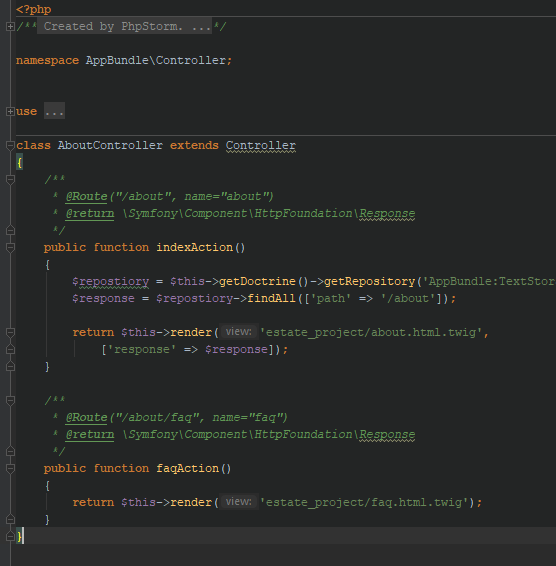 <?php
/** Created by PhpStorm. ...*/
namespace AppBundle\Controller;
use ...
class AboutController extends Controller
{
/**
* @Route("/about", name="about")
* @return \Symfony\Component\HttpFoundation\Response
*/
public function indexAction()
{
$repostiory = $this->getDoctrine()->getRepository('AppBundle:TextStor
$response = $repostiory->findAll(['path' => '/about']);
return $this->render( view: 'estate_project/about.html.twig',
['response' => $response]);
}
/**
* @Route("/about/faq", name="faq")
* @return \Symfony\Component\HttpFoundation\Response
*/
public function faqAction()
{
return $this->render( view: 'estate_project/faq.html.twig');
}
}